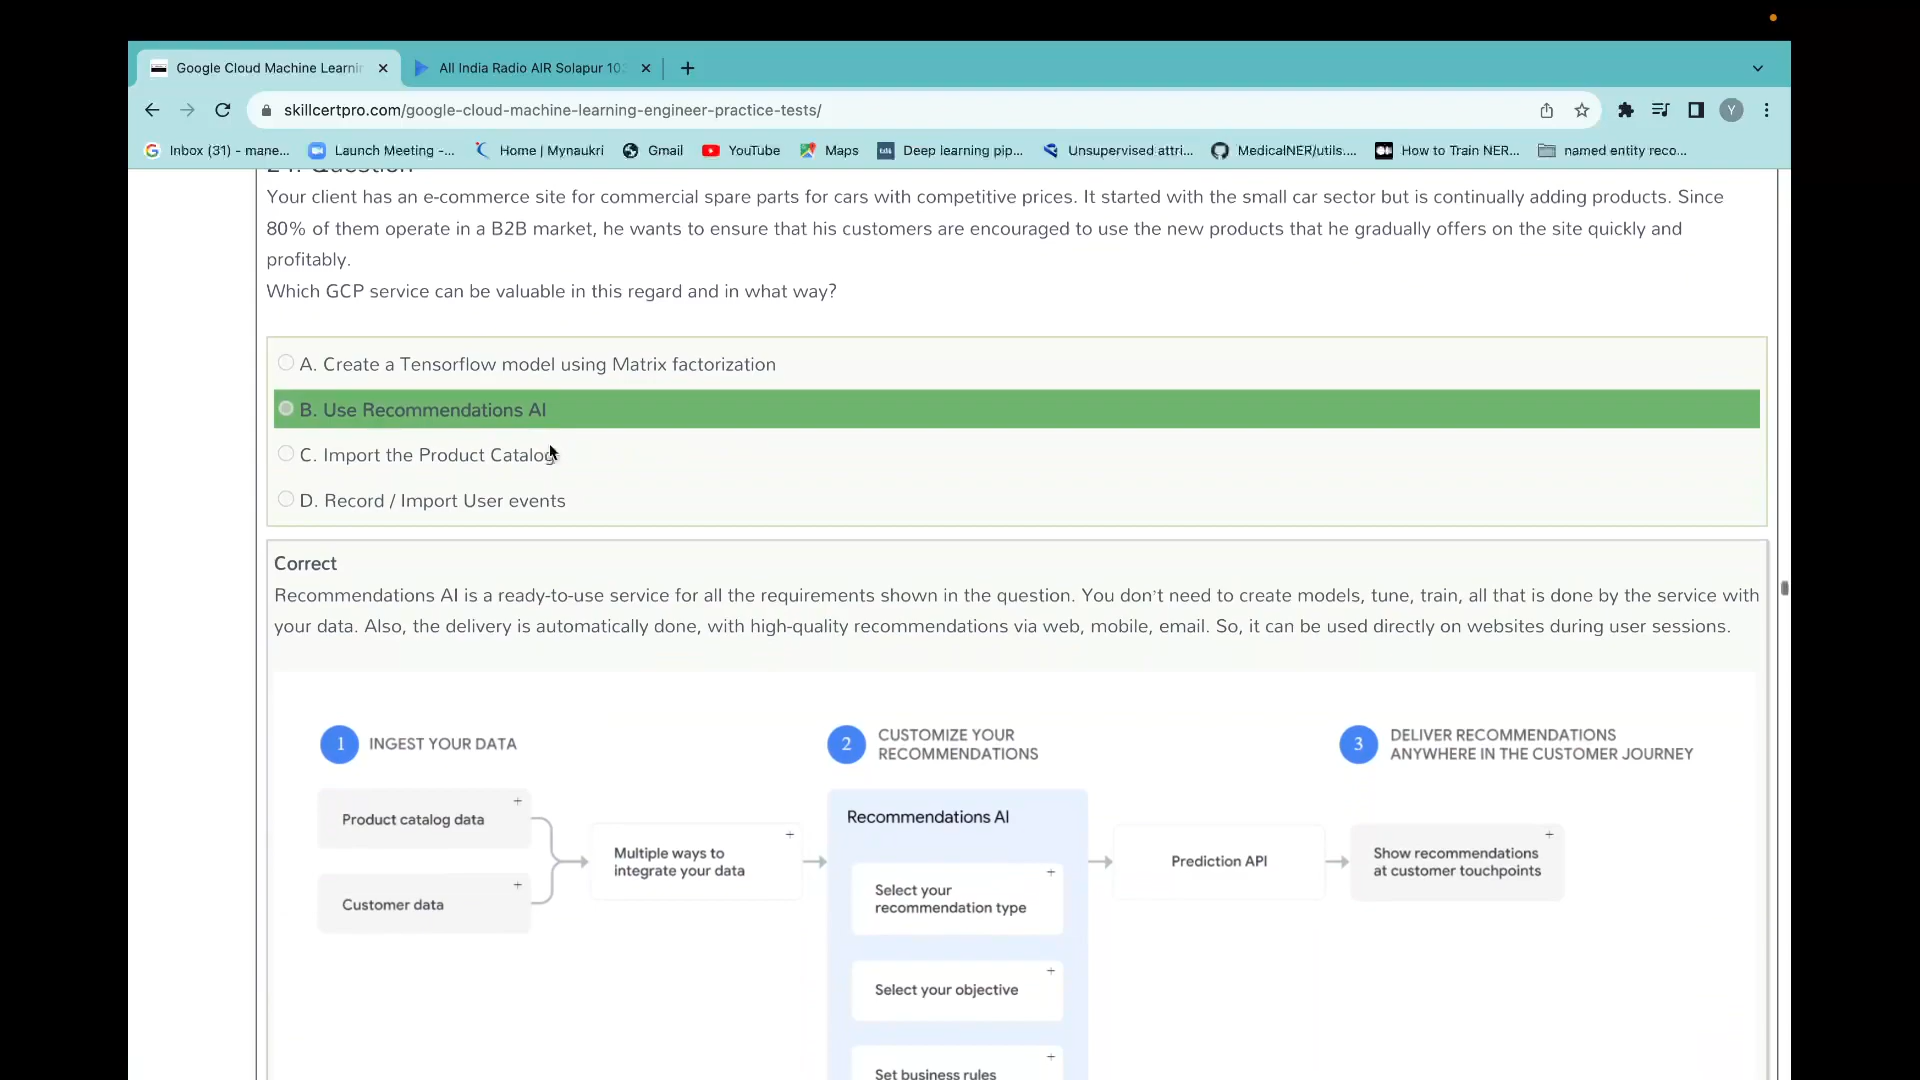 Google Cloud Machine Learnin
All India Radio AIR Solapur 10
skillcertpro.com/google-cloud-machine-learning-engineer-practice-tests/
Y
Inbox (31) - mane...
Launch Meeting -...
Home | Mynaukri
Gmail
YouTube
Maps
Deep learning pip...
Unsupervised attri...
MedicalNER/utils....
How to Train NER...
named entity reco...
Question
Your client has an e-commerce site for commercial spare parts for cars with competitive prices. It started with the small car sector but is continually adding products. Since
80% of them operate in a B2B market, he wants to ensure that his customers are encouraged to use the new products that he gradually offers on the site quickly and
profitably.
Which GCP service can be valuable in this regard and in what way?
A. Create a Tensorflow model using Matrix factorization
B. Use Recommendations AI
C. Import the Product Catalog
D. Record / Import User events
Correct
Recommendations AI is a ready-to-use service for all the requirements shown in the question. You don't need to create models, tune, train, all that is done by the service with
your data. Also, the delivery is automatically done, with high-quality recommendations via web, mobile, email. So, it can be used directly on websites during user sessions.
1 INGEST YOUR DATA
2 CUSTOMIZE YOUR
RECOMMENDATIONS
3 DELIVER RECOMMENDATIONS
ANYWHERE IN THE CUSTOMER JOURNEY
Product catalog data
Customer data
Multiple ways to
integrate your data
Recommendations AI
Select your
recommendation type
Select your objective
Set business rules
Prediction API
Show recommendations
at customer touchpoints